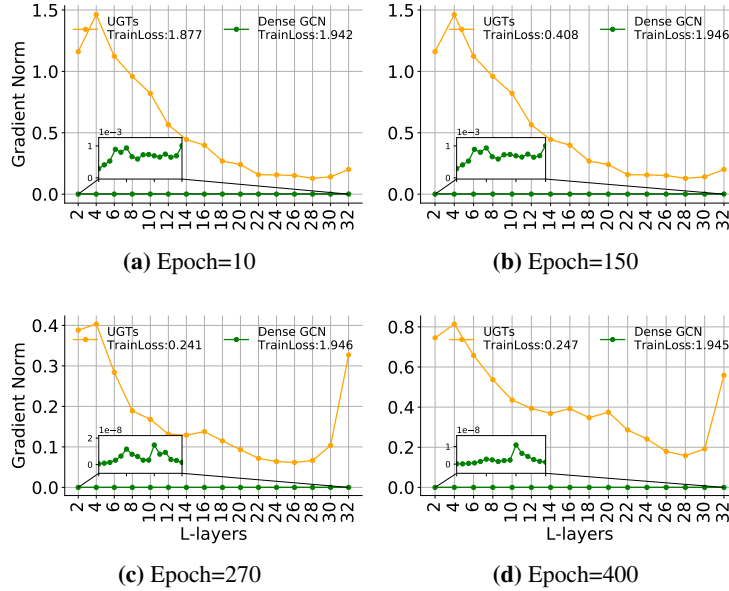 UGTs
TrainLoss:1.877
Dense GCN
TrainLoss:1.942
Gradient Norm
1.5
1.0
0.5
0.0
1e−3
1
0
2 4 6 8 10 12 14 16 18 20 22 24 26 28 30 32
(a) Epoch=10
UGTs
TrainLoss:0.408
Dense GCN
TrainLoss:1.946
1.5
1.0
0.5
0.0
1e−3
1
0
2 4 6 8 10 12 14 16 18 20 22 24 26 28 30 32
(b) Epoch=150
UGTs
TrainLoss:0.241
Dense GCN
TrainLoss:1.946
Gradient Norm
0.4
0.3
0.2
0.1
0.0
1e−8
2
0
2 4 6 8 10 12 14 16 18 20 22 24 26 28 30 32
L-layers
(c) Epoch=270
UGTs
TrainLoss:0.247
Dense GCN
TrainLoss:1.945
0.8
0.6
0.4
0.2
0.0
1e−8
1
0
2 4 6 8 10 12 14 16 18 20 22 24 26 28 30 32
L-layers
(d) Epoch=400